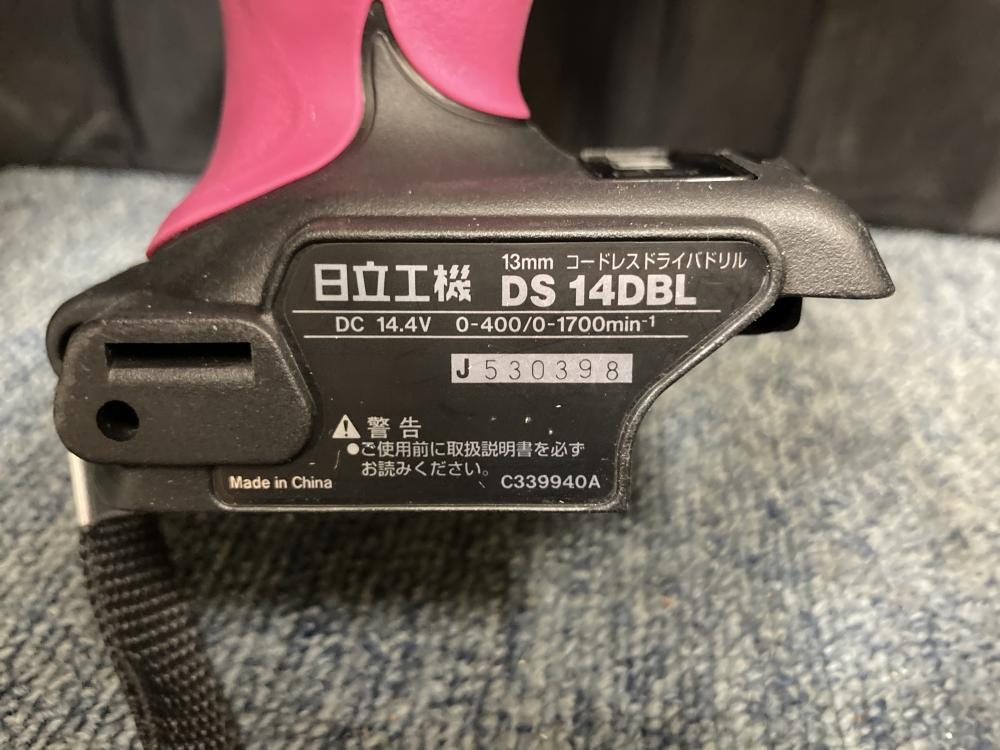 13mm コードレスドライバドリル
日立工機 DS 14DBL
DC 14.4V 0-400/0-1700min-1
J 530398
警告
●ご使用前に取扱説明書を必ず
お読みください。
Made in China C339940A